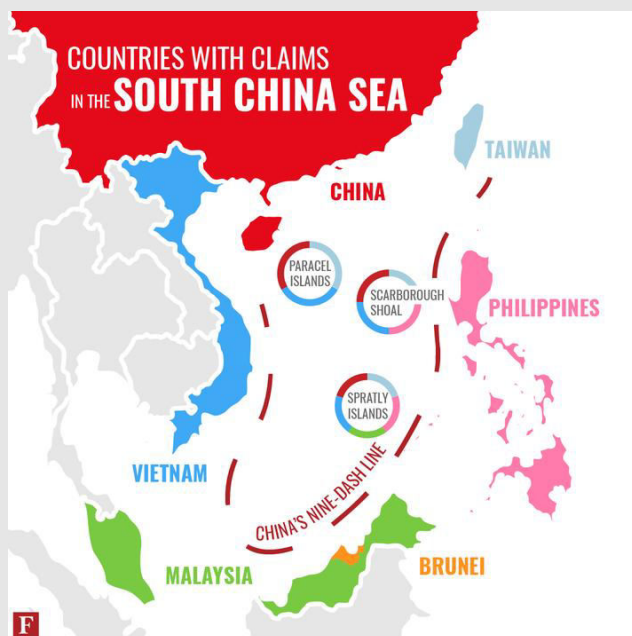 COUNTRIES WITH CLAIMS
IN THE SOUTH CHINA SEA
TAIWAN
CHINA
PARACEL
ISLANDS
SCARBOROUGH
SHOAL
PHILIPPINES
SPRATLY
ISLANDS
VIETNAM
CHINA'S NINE-DASH LINE
MALAYSIA
BRUNEI
F